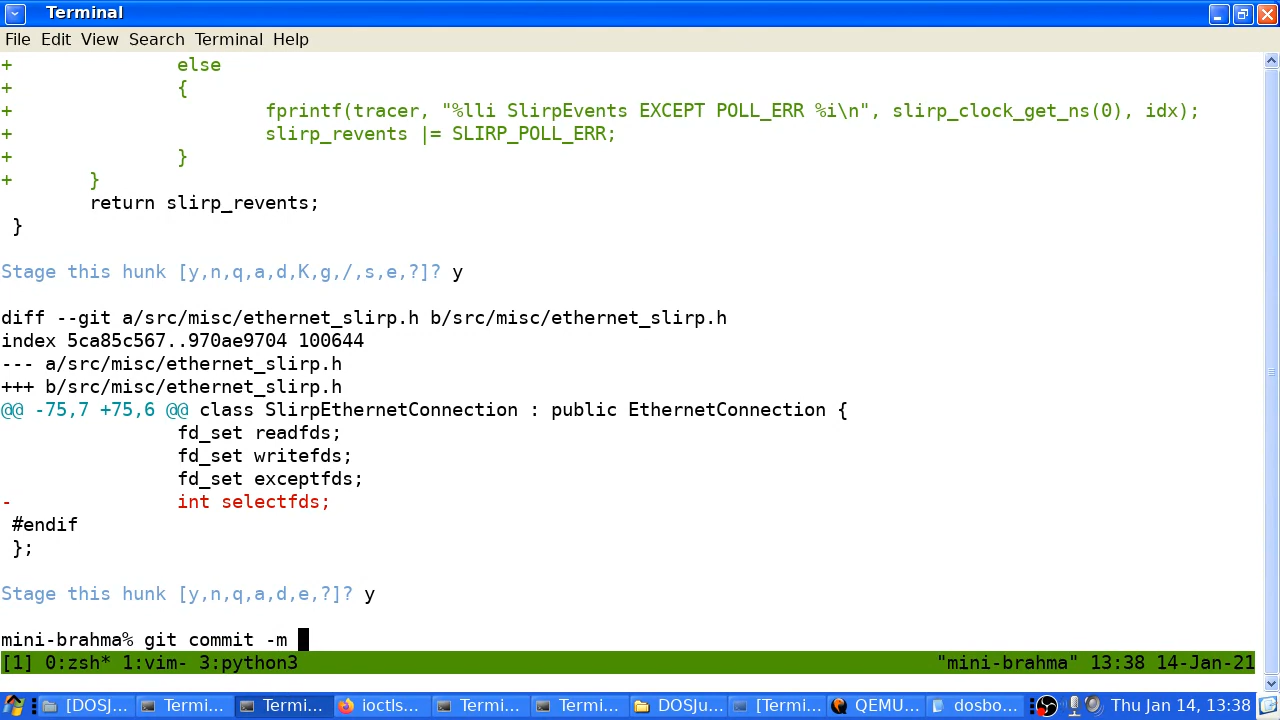 Terminal
File Edit View Search Terminal Help
+ else
+ {
+ fprintf(tracer, "%lli SlirpEvents EXCEPT POLL_ERR %i\n", slirp_clock_get_ns(0), idx);
+ slirp_revents |= SLIRP_POLL_ERR;
+ }
+ }
return slirp_revents;
}
Stage this hunk [y,n,q,a,d,K,g,/,s,e,?]? y
diff --git a/src/misc/ethernet_slirp.h b/src/misc/ethernet_slirp.h
index 5ca85c567..970ae9704 100644
--- a/src/misc/ethernet_slirp.h
+++ b/src/misc/ethernet_slirp.h
@@ -75,7 +75,6 @@ class SlirpEthernetConnection : public EthernetConnection {
fd_set readfds;
fd_set writefds;
fd_set exceptfds;
- int selectfds;
#endif
};
Stage this hunk [y,n,q,a,d,e,?]? y
mini-brahma% git commit -m
[1] 0:zsh* 1:vim- 3:python3 "mini-brahma" 13:38 14-Jan-21
[DOSJ... Termi... Termi... ioctls... Termi... Termi... DOSJu... [Termi... QEMU... dosbo... Thu Jan 14, 13:38